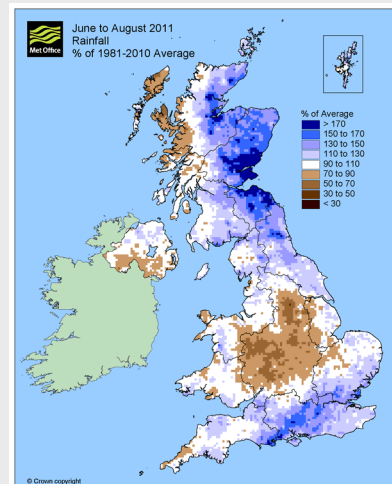 Met Office
June to August 2011
Rainfall
% of 1981-2010 Average
% of Average
> 170
150 to 170
130 to 150
110 to 130
90 to 110
70 to 90
50 to 70
30 to 50
< 30
© Crown copyright